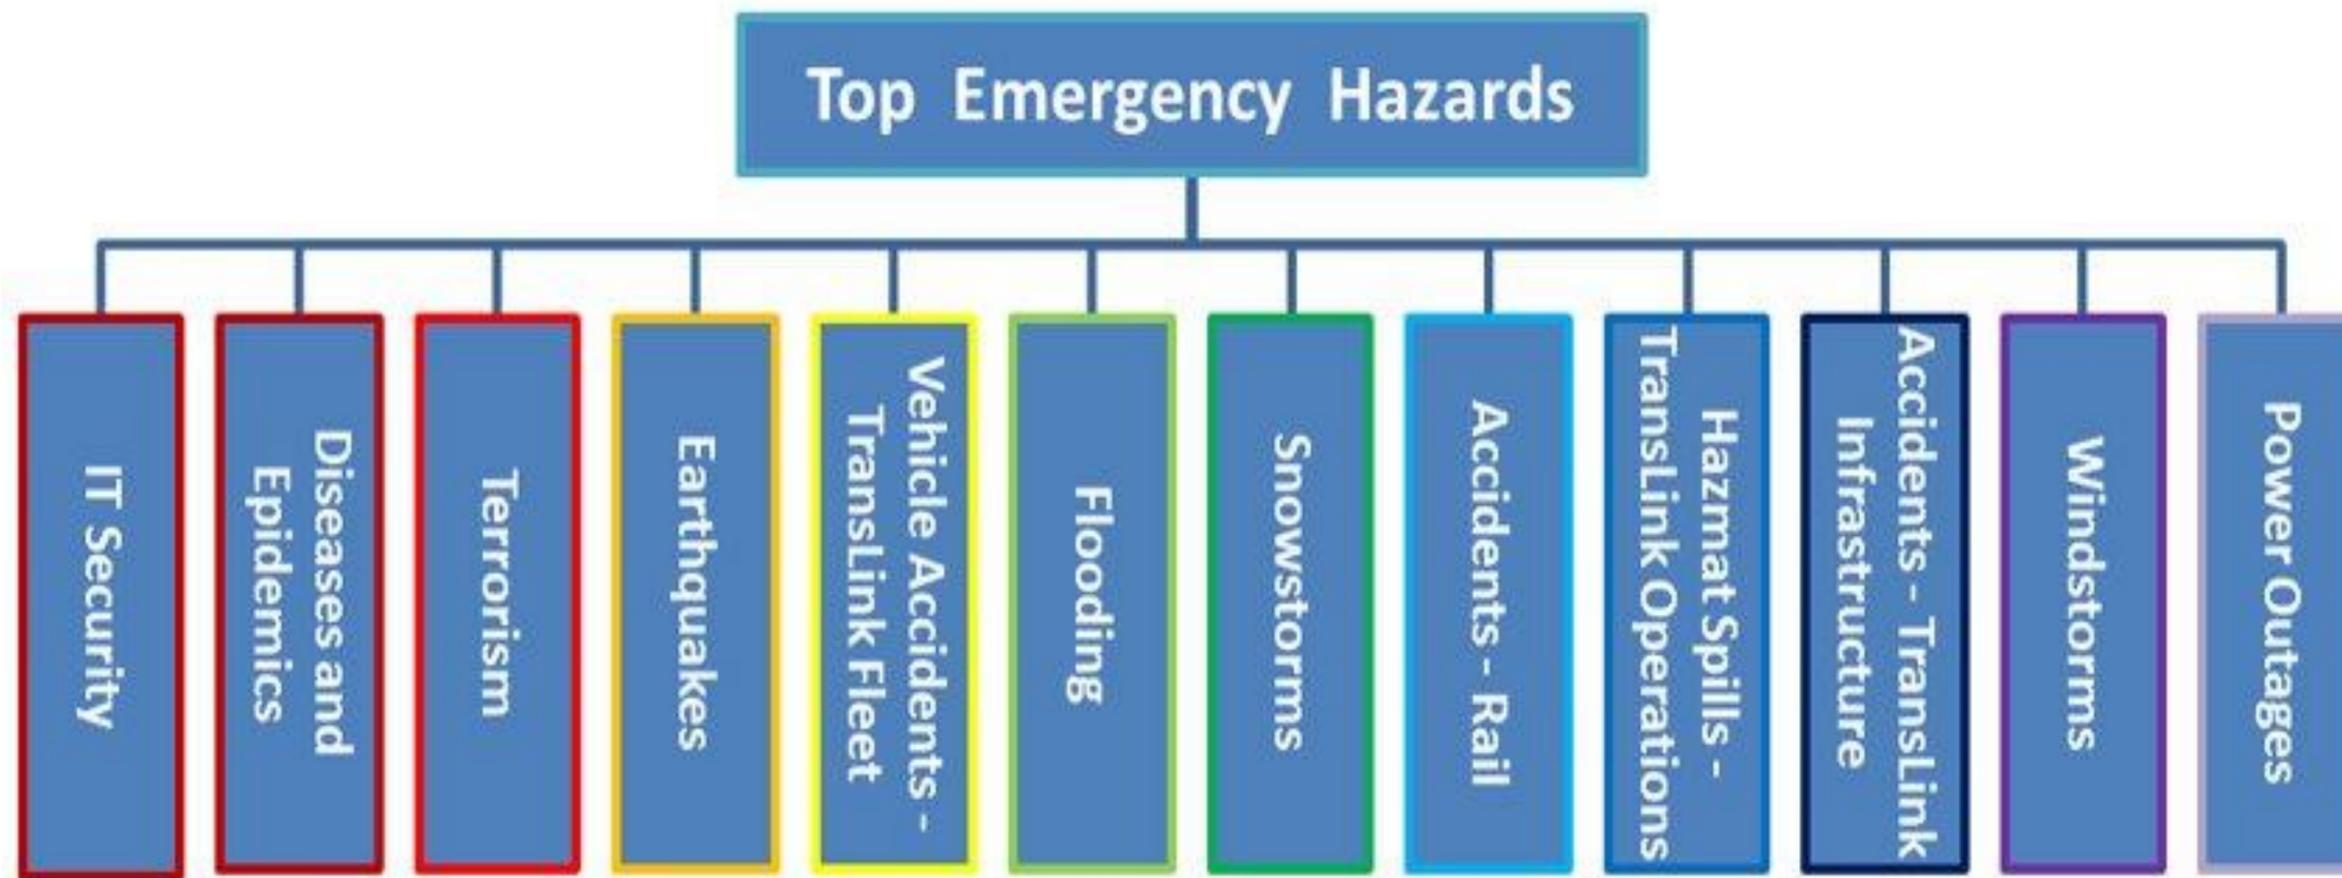 Top Emergency Hazards
IT Security
Diseases and
Epidemics
Terrorism
Earthquakes
Vehicle Accidents -
TransLink Fleet
Flooding
Snowstorms
Accidents - Rail
Hazmat Spills -
TransLink Operations
Accidents - TransLink
Infrastructure
Windstorms
Power Outages